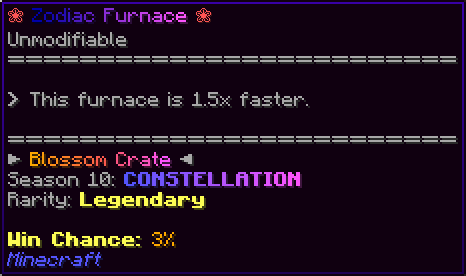 ❀ Zodiac Furnace ❀
Unmodifiable
==============================
> This furnace is 1.5x faster.
==============================
► Blossom Crate ◄
Season 10: CONSTELLATION
Rarity: Legendary
Win Chance: 3%
Minecraft